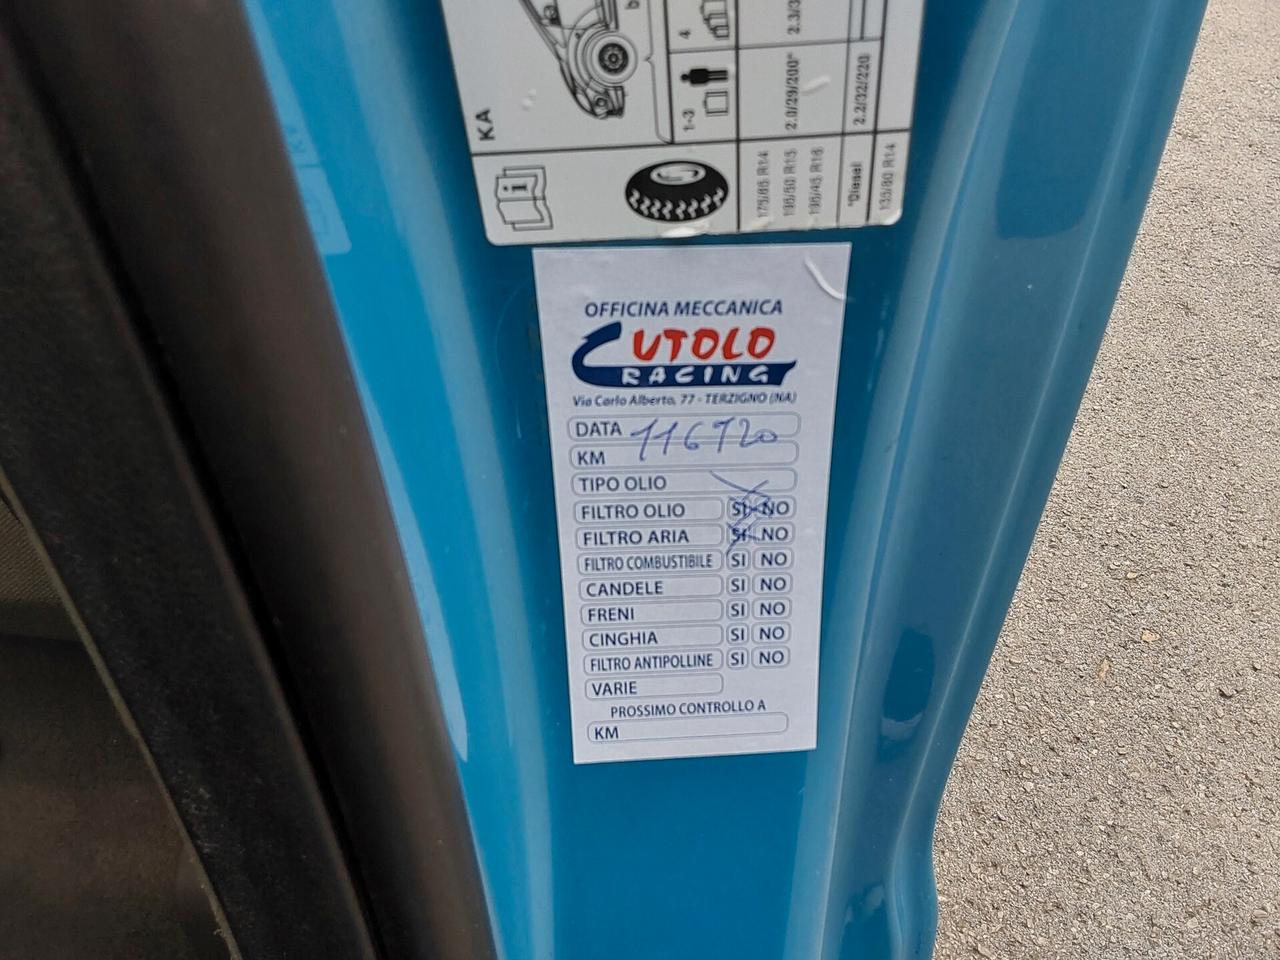 KA
1-3
4
b
2.0/29/200*
2.3/3
2.2/32/220
175/65 R14
195/50 R15
195/45 R16
*Diesel
135/80 R14
OFFICINA MECCANICA
CUTOLO
RACING
Via Carlo Alberto, 77 - TERZIGNO (NA)
DATA
KM
TIPO OLIO
FILTRO OLIO SI NO
FILTRO ARIA SI NO
FILTRO COMBUSTIBILE SI NO
CANDELE SI NO
FRENI SI NO
CINGHIA SI NO
FILTRO ANTIPOLLINE SI NO
VARIE
PROSSIMO CONTROLLO A
KM